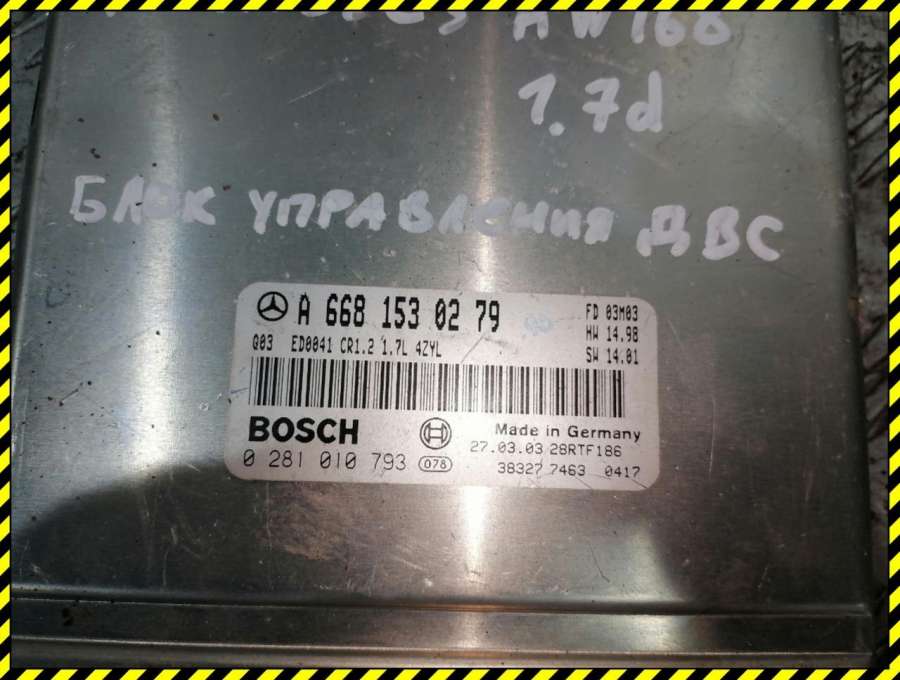 AW168
1.7d
БЛОК УПРАВЛЕНИЯ ДВС
A 668 153 02 79
FD 03M03
HW 14.98
Q03 ED0041 CR1.2 1.7L 4ZYL
SW 14.01
BOSCH
Made in Germany
27.03.03 28RTF186
0 281 010 793 078
38327 7463 0417